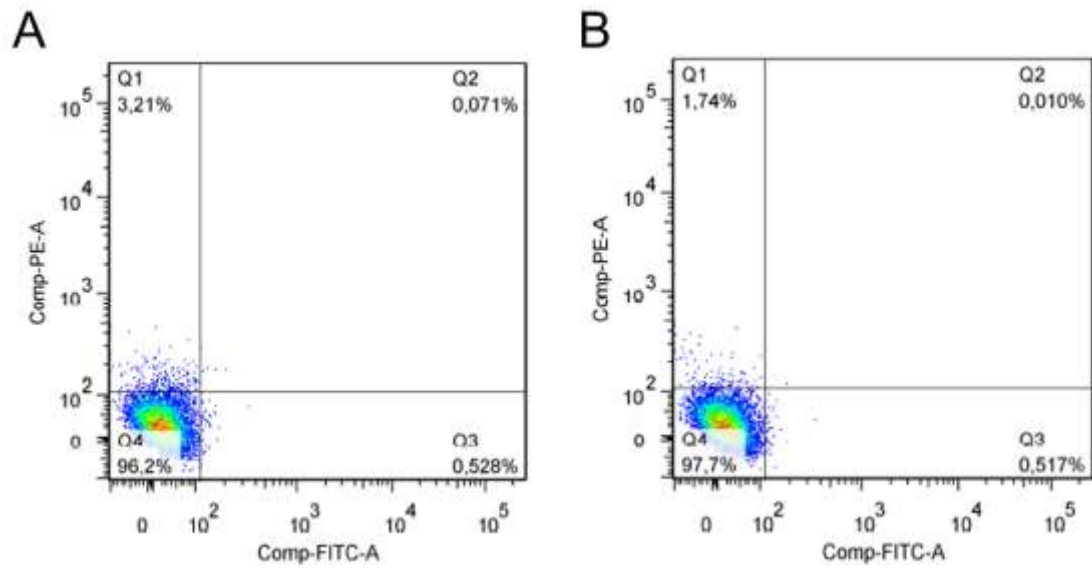 A
Q1
3,21%
Q2
0,071%
10^5
10^4
10^3
10^2
0
Comp-PE-A
Q4
96,2%
Q3
0,528%
0 10^2 10^3 10^4 10^5
Comp-FITC-A
B
Q1
1,74%
Q2
0,010%
10^5
10^4
10^3
10^2
0
Comp-PE-A
Q4
97,7%
Q3
0,517%
0 10^2 10^3 10^4 10^5
Comp-FITC-A